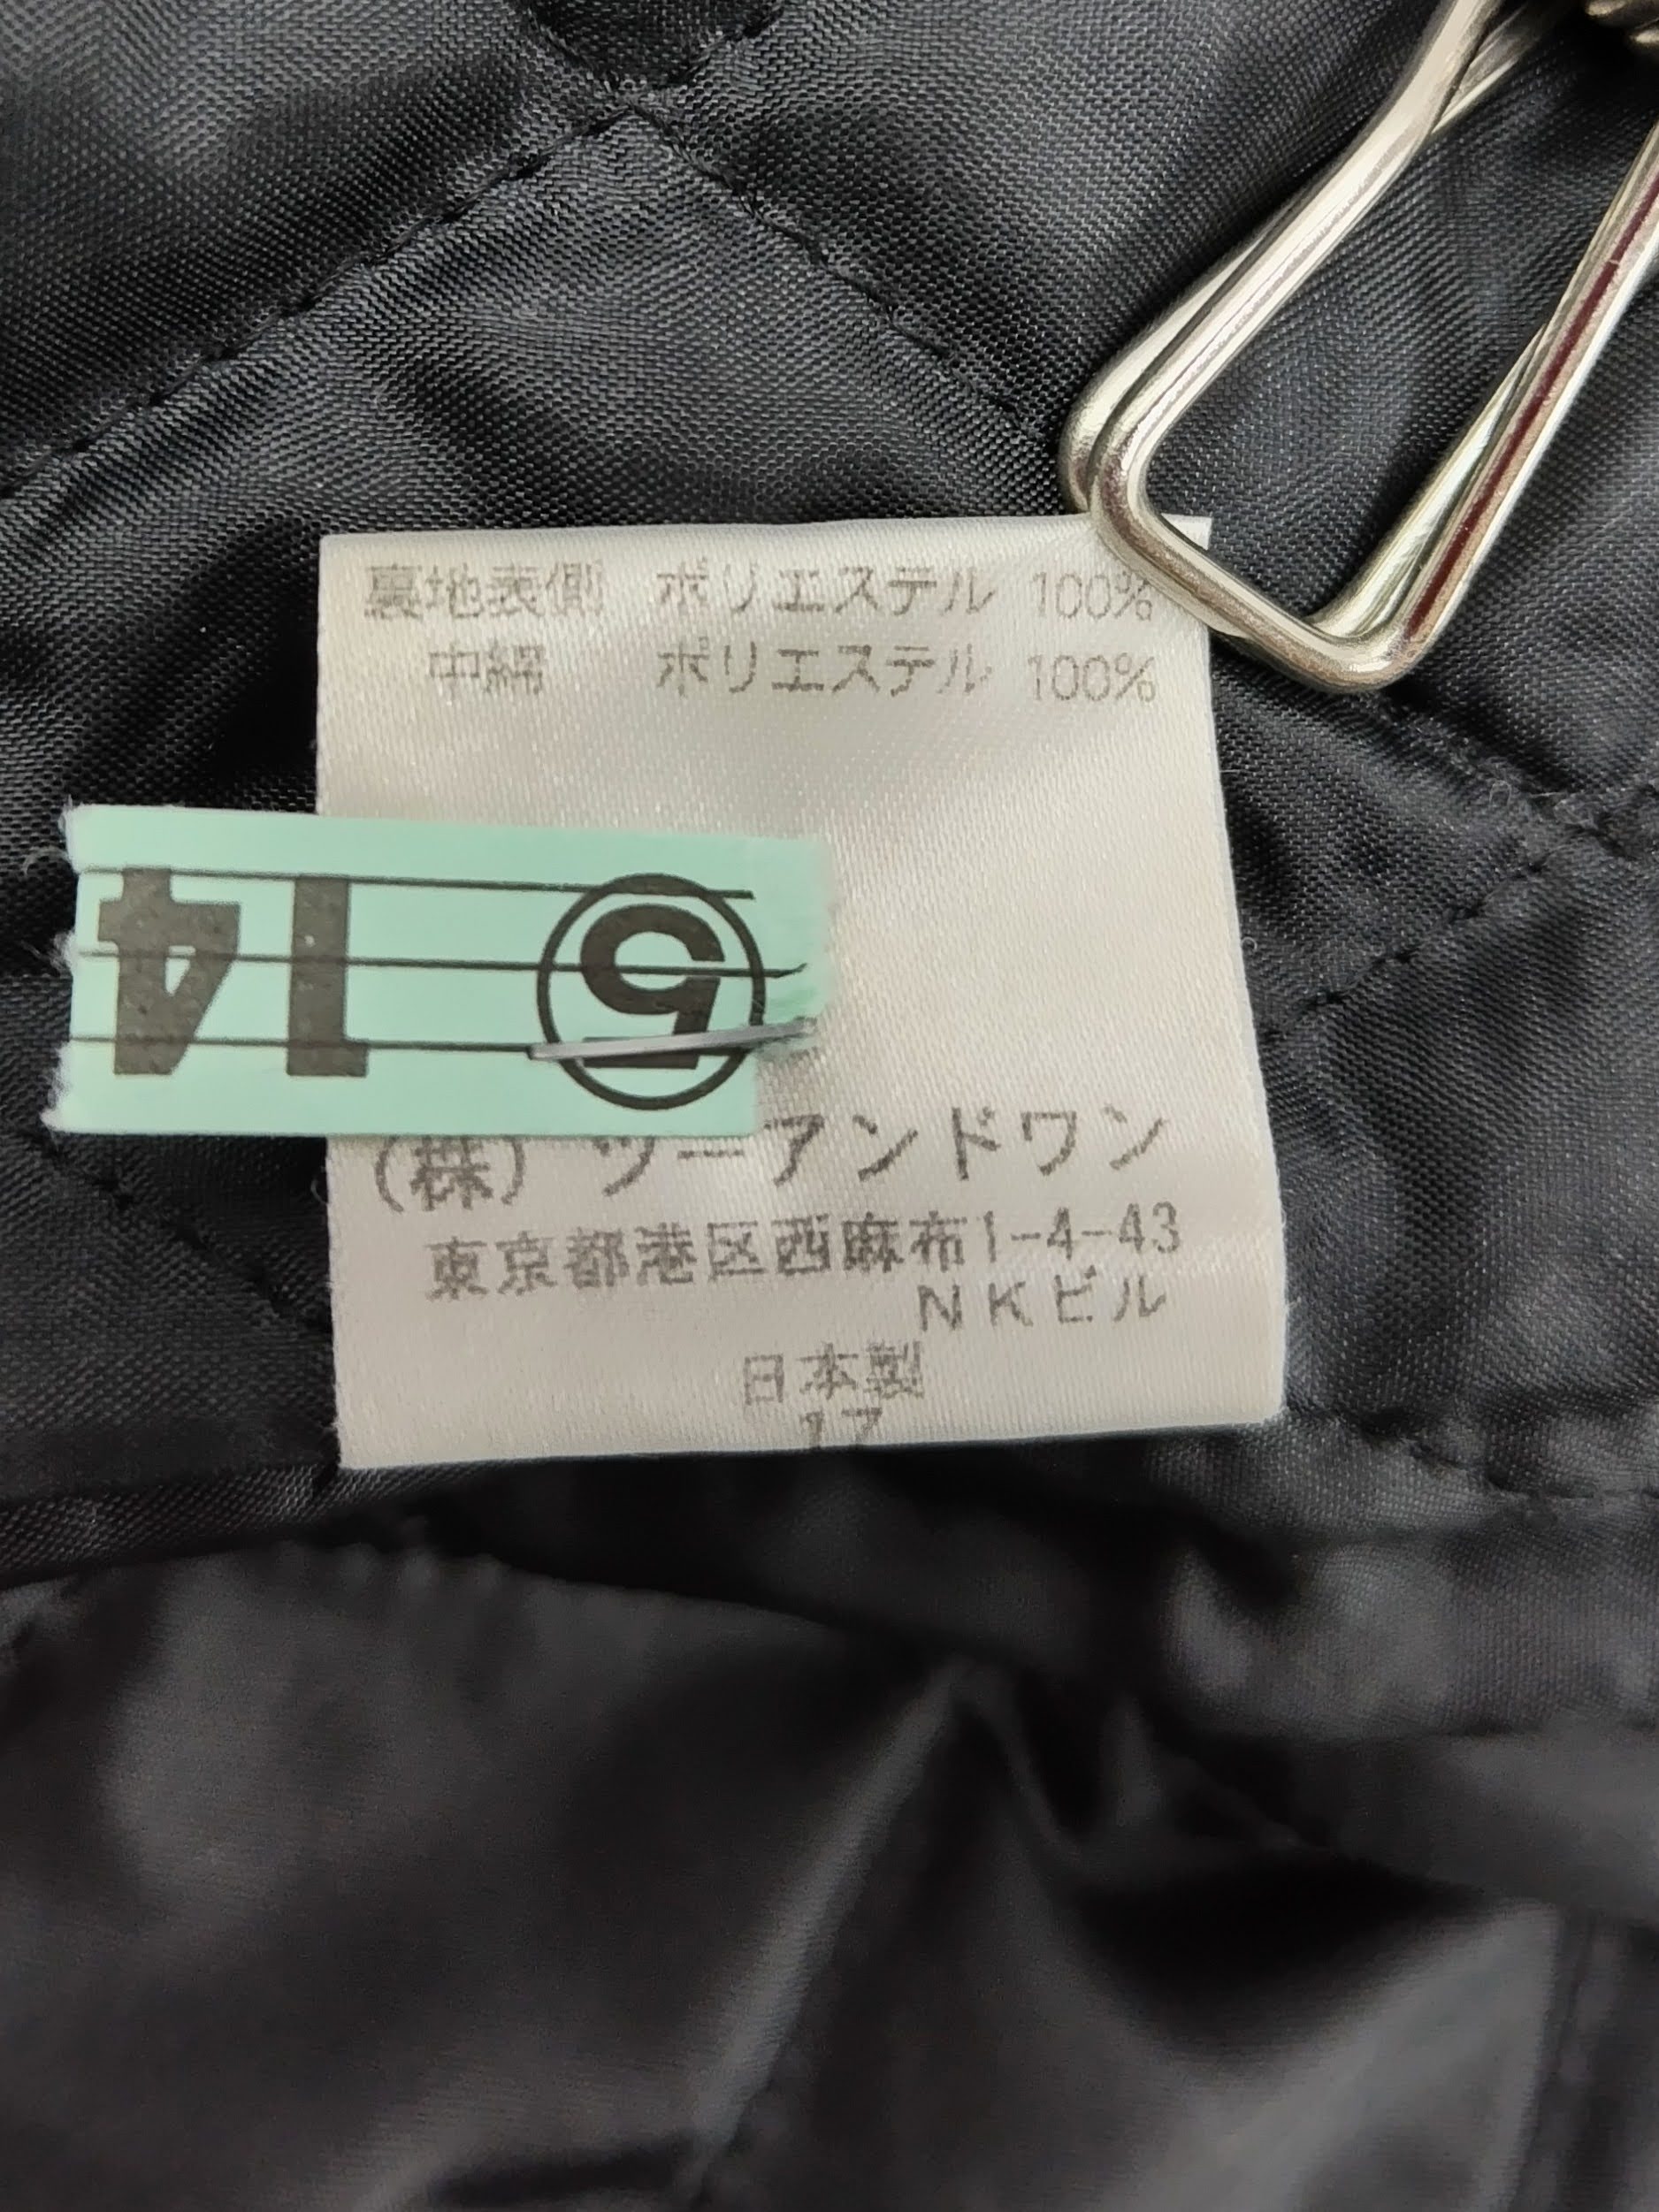 裏地表側 ポリエステル 100%
中綿 ポリエステル 100%
⑤ 14
(株) ツーアンドワン
東京都港区西麻布1-4-43
NKビル
日本製
17